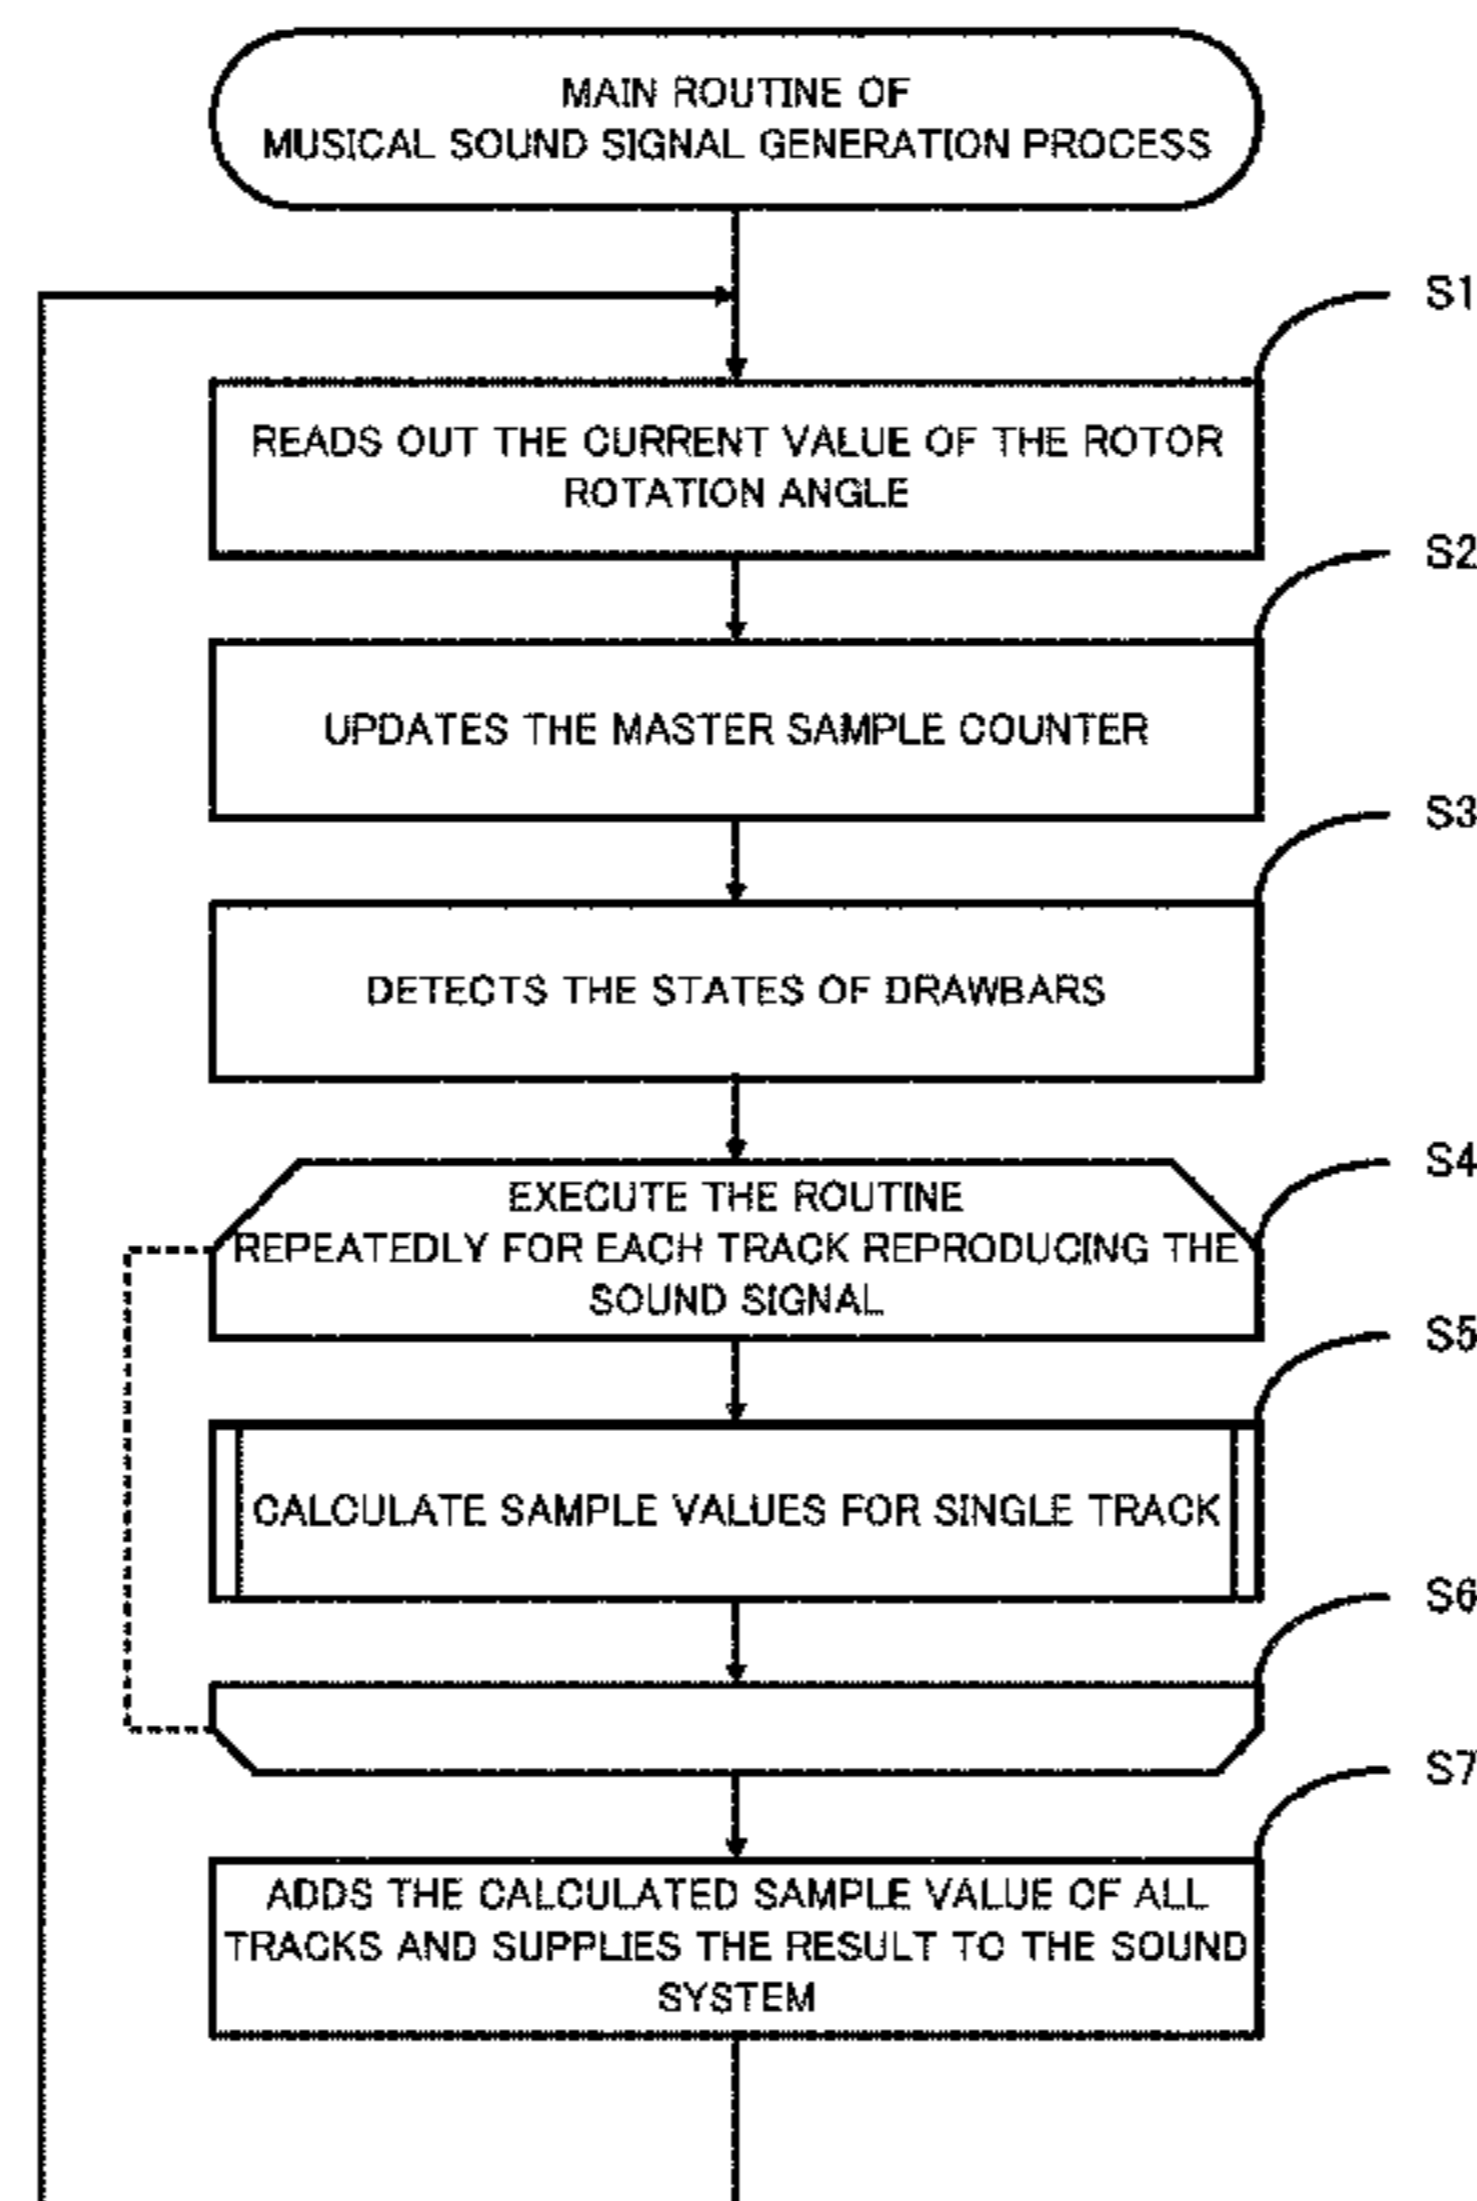 MAIN ROUTINE OF
MUSICAL SOUND SIGNAL GENERATION PROCESS
S1
READS OUT THE CURRENT VALUE OF THE ROTOR
ROTATION ANGLE
S2
UPDATES THE MASTER SAMPLE COUNTER
S3
DETECTS THE STATES OF DRAWBARS
S4
EXECUTE THE ROUTINE
REPEATEDLY FOR EACH TRACK REPRODUCING THE
SOUND SIGNAL
S5
CALCULATE SAMPLE VALUES FOR SINGLE TRACK
S6
S7
ADDS THE CALCULATED SAMPLE VALUE OF ALL
TRACKS AND SUPPLIES THE RESULT TO THE SOUND
SYSTEM